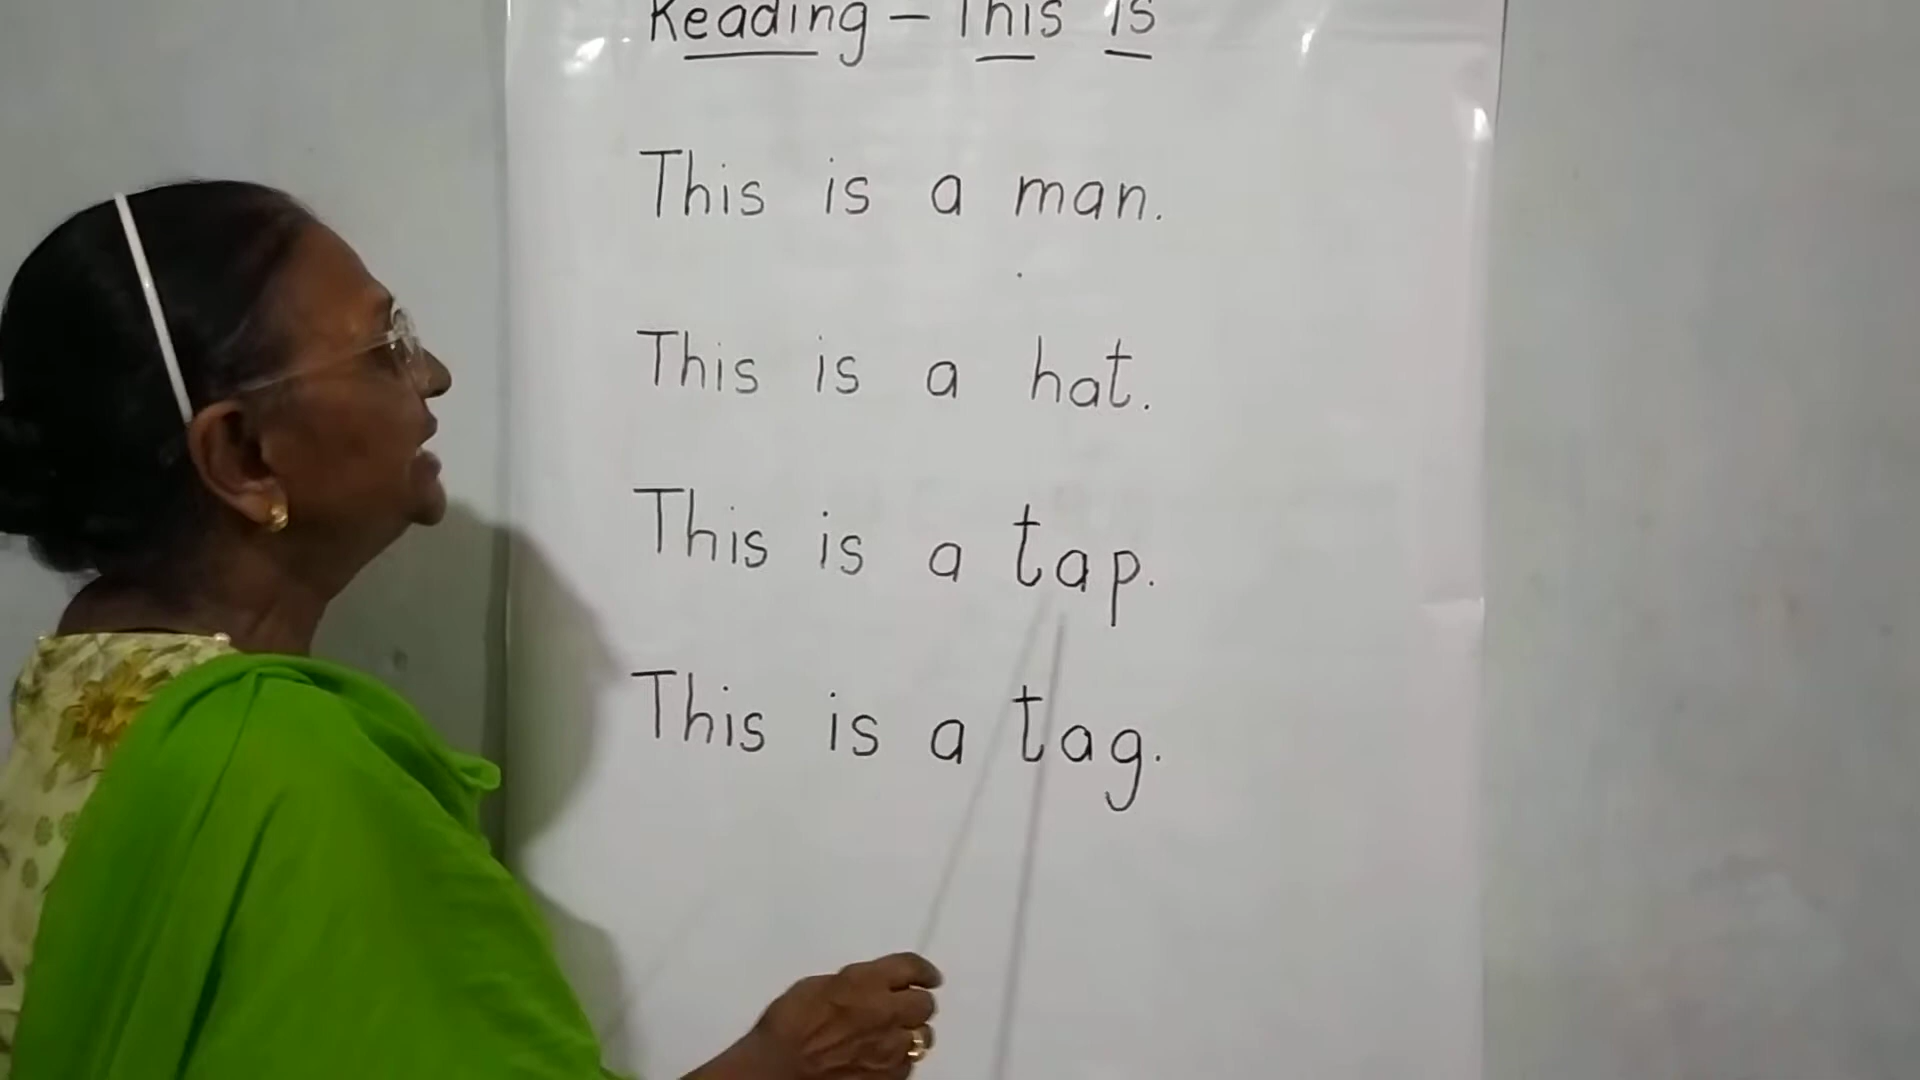 Reading - This is
This is a man.
This is a hat.
This is a tap.
This is a tag.